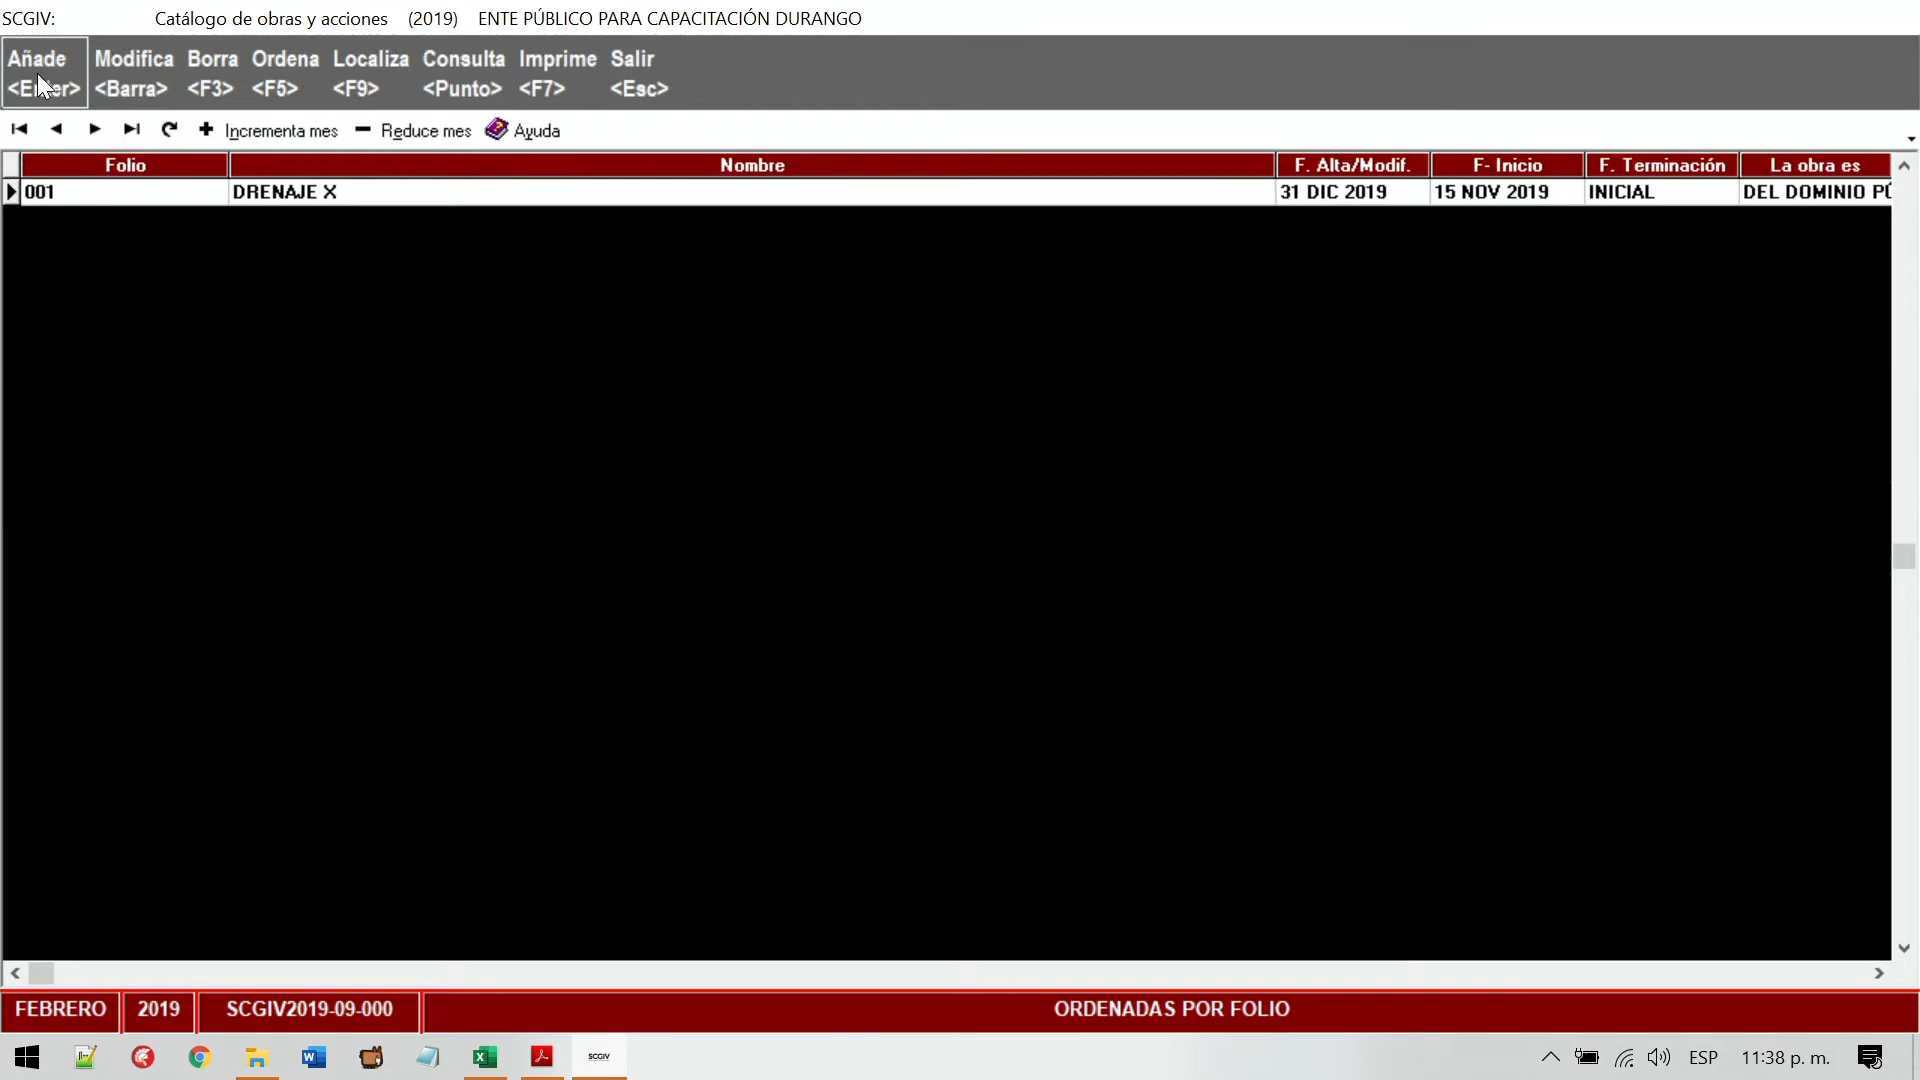 SCGIV: Catálogo de obras y acciones (2019) ENTE PÚBLICO PARA CAPACITACIÓN DURANGO
Añade Modifica Borra Ordena Localiza Consulta Imprime Salir
<Barra> <F3> <F5> <F9> <Punto> <F7> <Esc>
Incrementa mes Reduce mes Ayuda
Folio Nombre F. Alta/Modif. F- Inicio F. Terminación La obra es
001 DRENAJE X 31 DIC 2019 15 NOV 2019 INICIAL DEL DOMINIO PÚ
FEBRERO 2019 SCGIV2019-09-000 ORDENADAS POR FOLIO
SCGIV ESP 11:38 p. m.